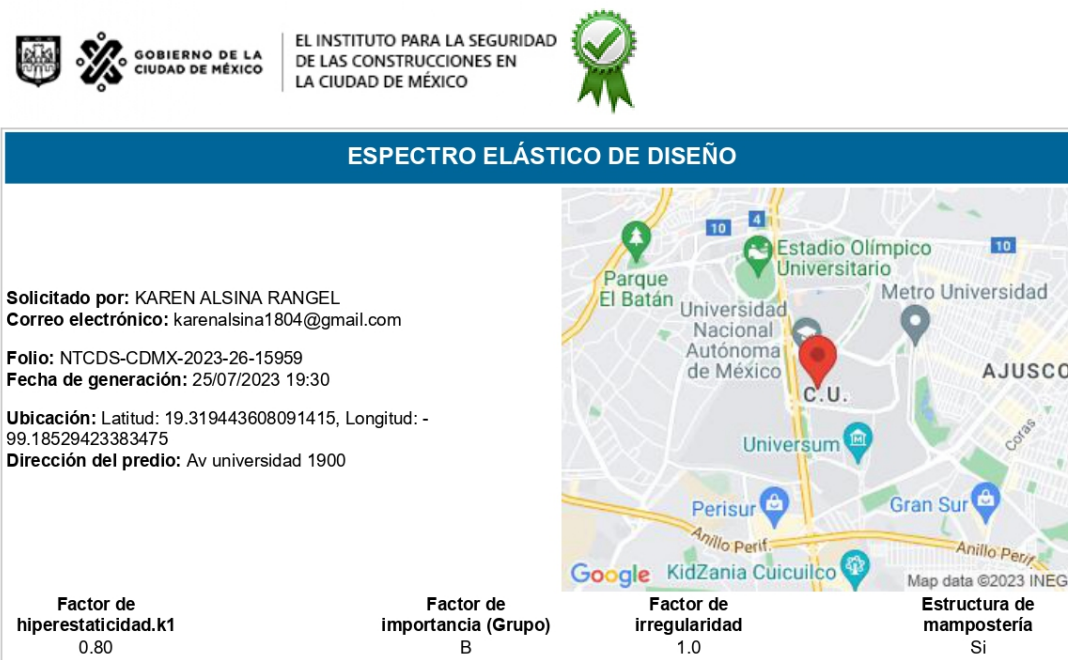 GOBIERNO DE LA
CIUDAD DE MÉXICO
EL INSTITUTO PARA LA SEGURIDAD
DE LAS CONSTRUCCIONES EN
LA CIUDAD DE MÉXICO
ESPECTRO ELÁSTICO DE DISEÑO
Solicitado por: KAREN ALSINA RANGEL
Correo electrónico: karenalsina1804@gmail.com
Folio: NTCDS-CDMX-2023-26-15959
Fecha de generación: 25/07/2023 19:30
Ubicación: Latitud: 19.319443608091415, Longitud: -
99.18529423383475
Dirección del predio: Av universidad 1900
10
4
10
Estadio Olímpico
Universitario
Parque
El Batán
Metro Universidad
Universidad
Nacional
Autónoma
de México
AJUSCO
C.U.
Coras
Universum
Perisur
Gran Sur
Anillo Perif.
Anillo Perif.
Google
KidZania Cuicuilco
Map data ©2023 INEG
Factor de
hiperestaticidad.k1
0.80
Factor de
importancia (Grupo)
B
Factor de
irregularidad
1.0
Estructura de
mampostería
Si